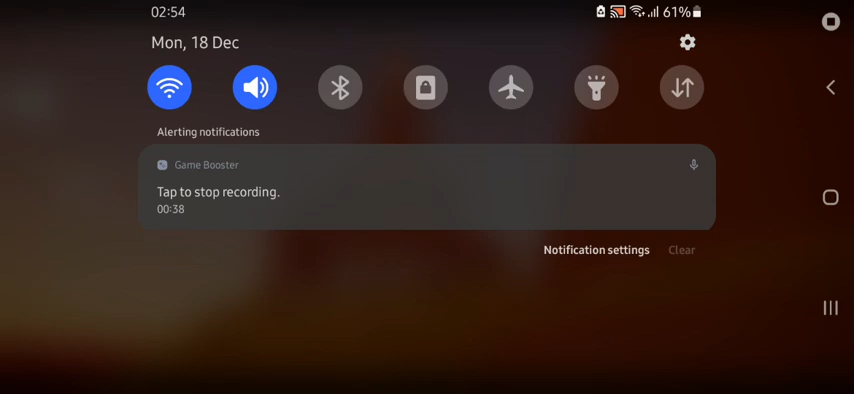 02:54
61%
Mon, 18 Dec
Alerting notifications
Game Booster
Tap to stop recording.
00:38
Notification settings
Clear